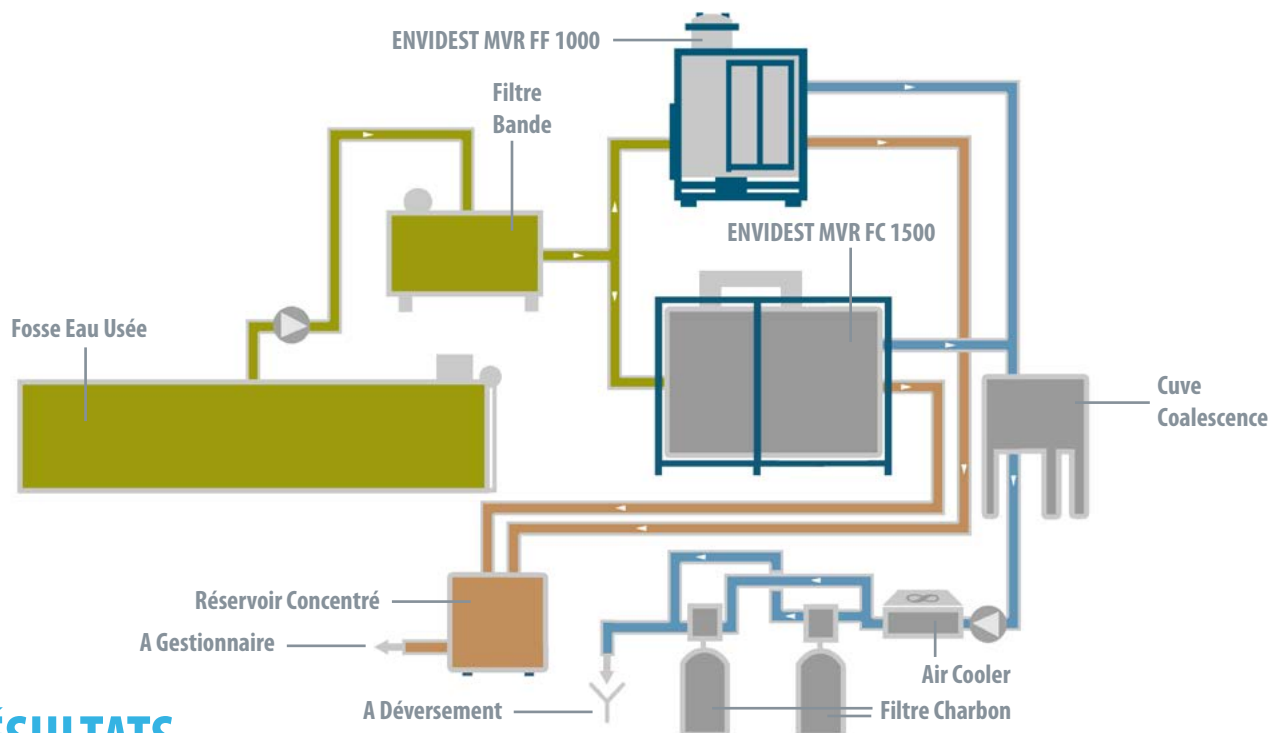 ENVIDEST MVR FF 1000
Filtre
Bande
ENVIDEST MVR FC 1500
Fosse Eau Usée
Cuve
Coalescence
Réservoir Concentré
A Gestionnaire
Air Cooler
A Déversement
Filtre Charbon
ÉSULTATS